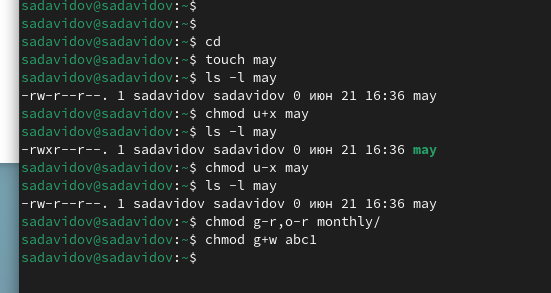 sadavidov@sadavidov:~$
sadavidov@sadavidov:~$
sadavidov@sadavidov:~$ cd
sadavidov@sadavidov:~$ touch may
sadavidov@sadavidov:~$ ls -l may
-rw-r--r--. 1 sadavidov sadavidov 0 июн 21 16:36 may
sadavidov@sadavidov:~$ chmod u+x may
sadavidov@sadavidov:~$ ls -l may
-rwxr--r--. 1 sadavidov sadavidov 0 июн 21 16:36 may
sadavidov@sadavidov:~$ chmod u-x may
sadavidov@sadavidov:~$ ls -l may
-rw-r--r--. 1 sadavidov sadavidov 0 июн 21 16:36 may
sadavidov@sadavidov:~$ chmod g-r,o-r monthly/
sadavidov@sadavidov:~$ chmod g+w abc1
sadavidov@sadavidov:~$